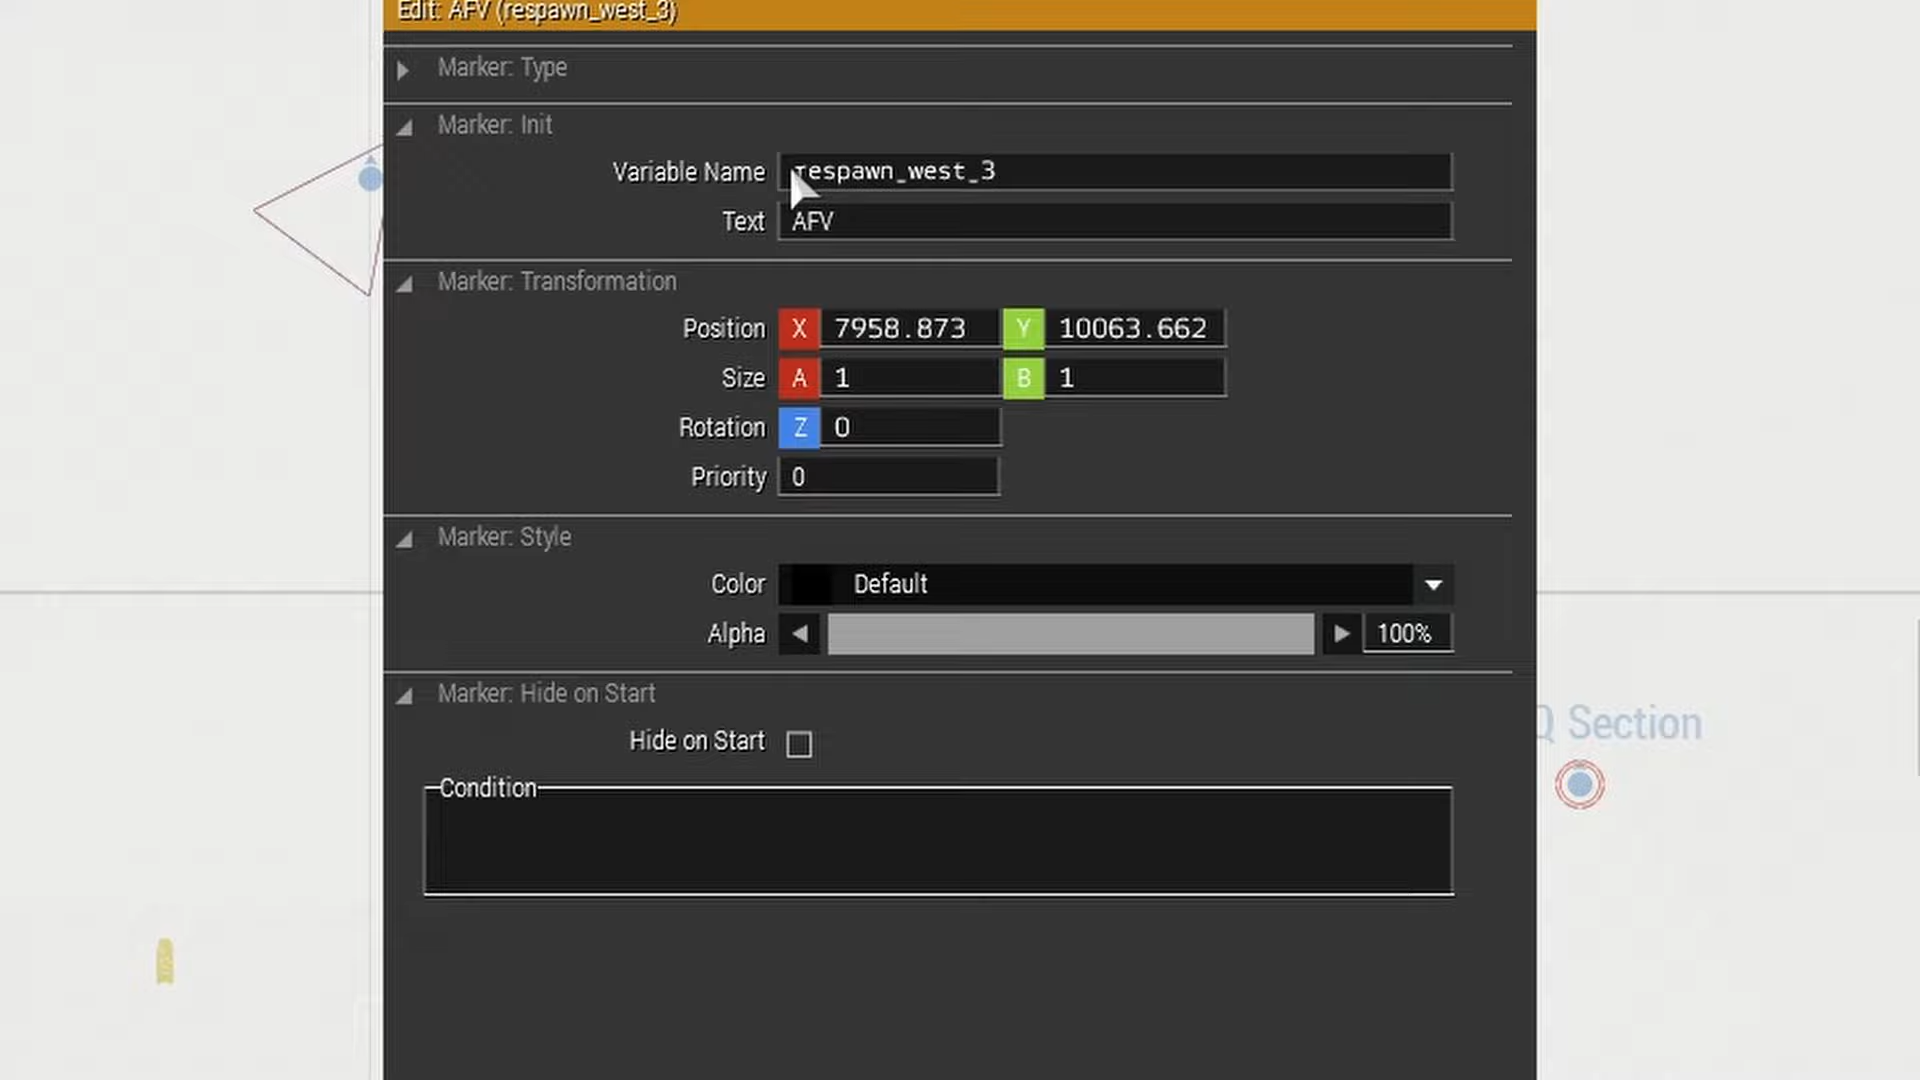 Edit: AFV (respawn_west_3)
Marker: Type
Marker: Init
Variable Name respawn_west_3
Text AFV
Marker: Transformation
Position X 7958.873 Y 10063.662
Size A 1 B 1
Rotation Z 0
Priority 0
Marker: Style
Color Default
Alpha 100%
Marker: Hide on Start
Q Section
Hide on Start
Condition